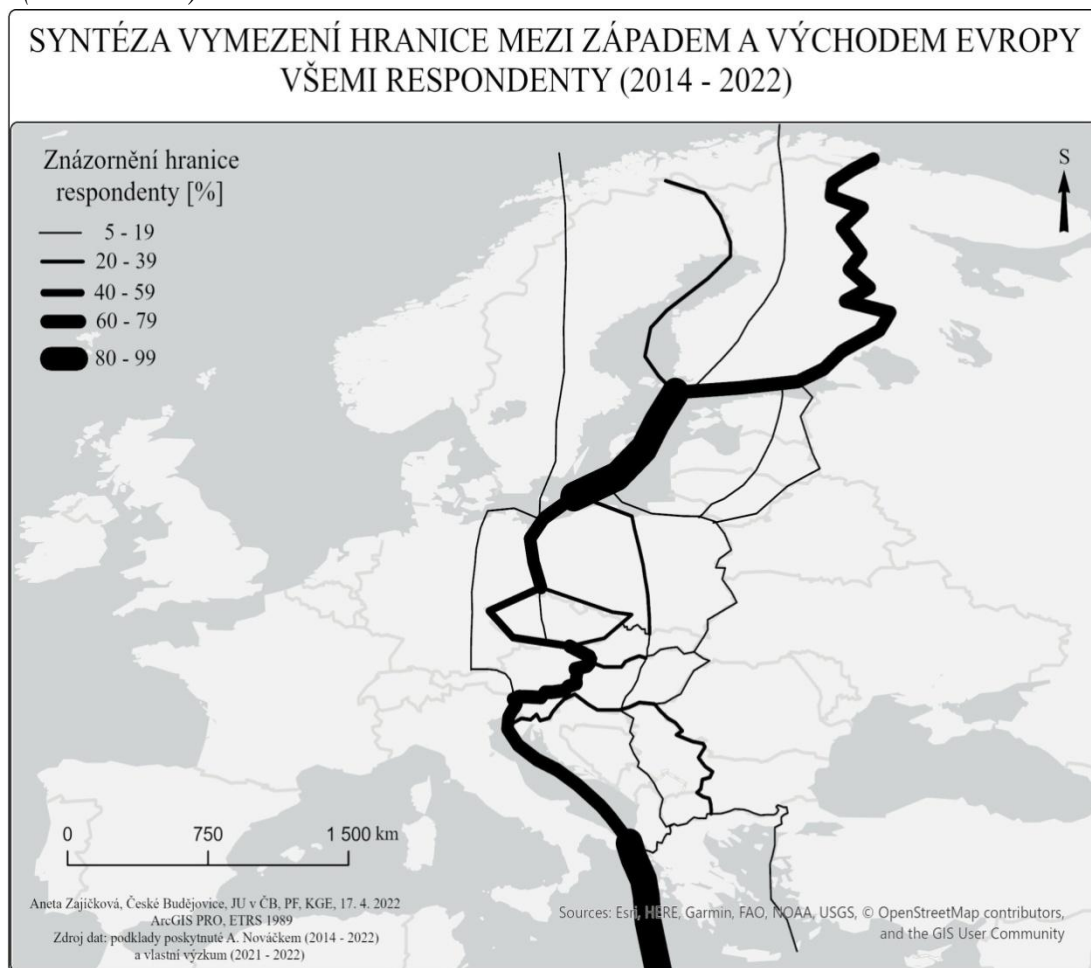 SYNTÉZA VYMEZENÍ HRANICE MEZI ZÁPADEM A VÝCHODEM EVROPY
VŠEMI RESPONDENTY (2014 - 2022)
Znázornění hranice
respondenty [%]
5 - 19
20 - 39
40 - 59
60 - 79
80 - 99
S
0 750 1 500 km
Aneta Zajíčková, České Budějovice, JU v ČB, PF, KGE, 17. 4. 2022
ArcGIS PRO, ETRS 1989
Zdroj dat: podklady poskytnuté A. Nováčkem (2014 - 2022)
a vlastní výzkum (2021 - 2022)
Sources: Esri, HERE, Garmin, FAO, NOAA, USGS, © OpenStreetMap contributors,
and the GIS User Community